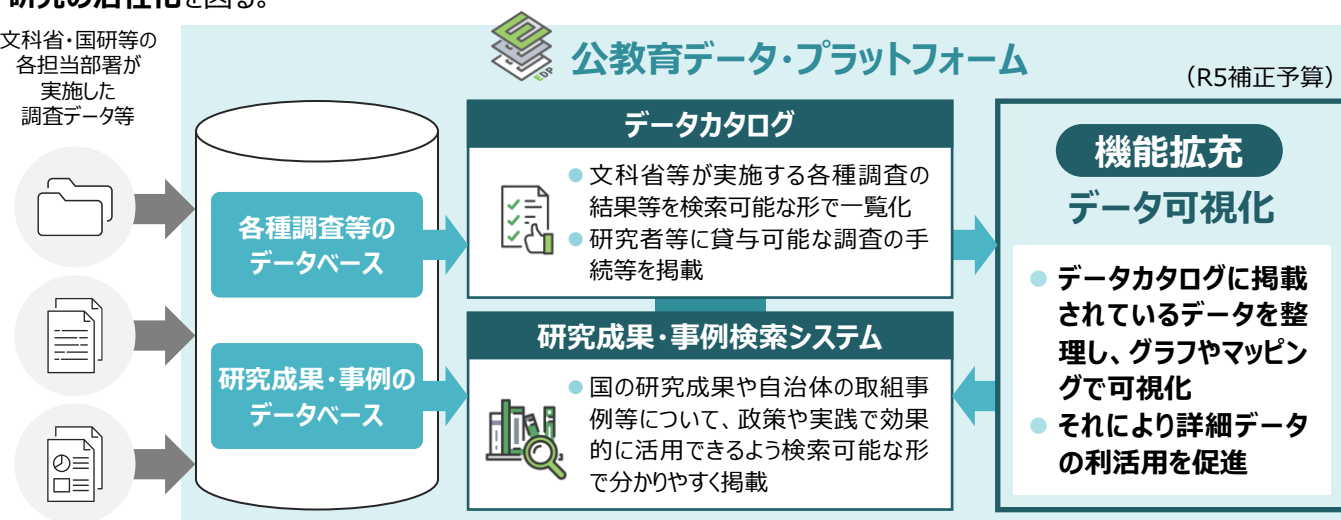 研究の活性化を図る。
文科省・国研等の
各担当部署が
実施した
調査データ等
EDP
公教育データ・プラットフォーム
(R5補正予算)
各種調査等の
データベース
研究成果・事例の
データベース
データカタログ
文科省等が実施する各種調査の
結果等を検索可能な形で一覧化
研究者等に貸与可能な調査の手
続等を掲載
研究成果・事例検索システム
国の研究成果や自治体の取組事
例等について、政策や実践で効果
的に活用できるよう検索可能な形
で分かりやすく掲載
機能拡充
データ可視化
データカタログに掲載
されているデータを整
理し、グラフやマッピン
グで可視化
それにより詳細データ
の利活用を促進